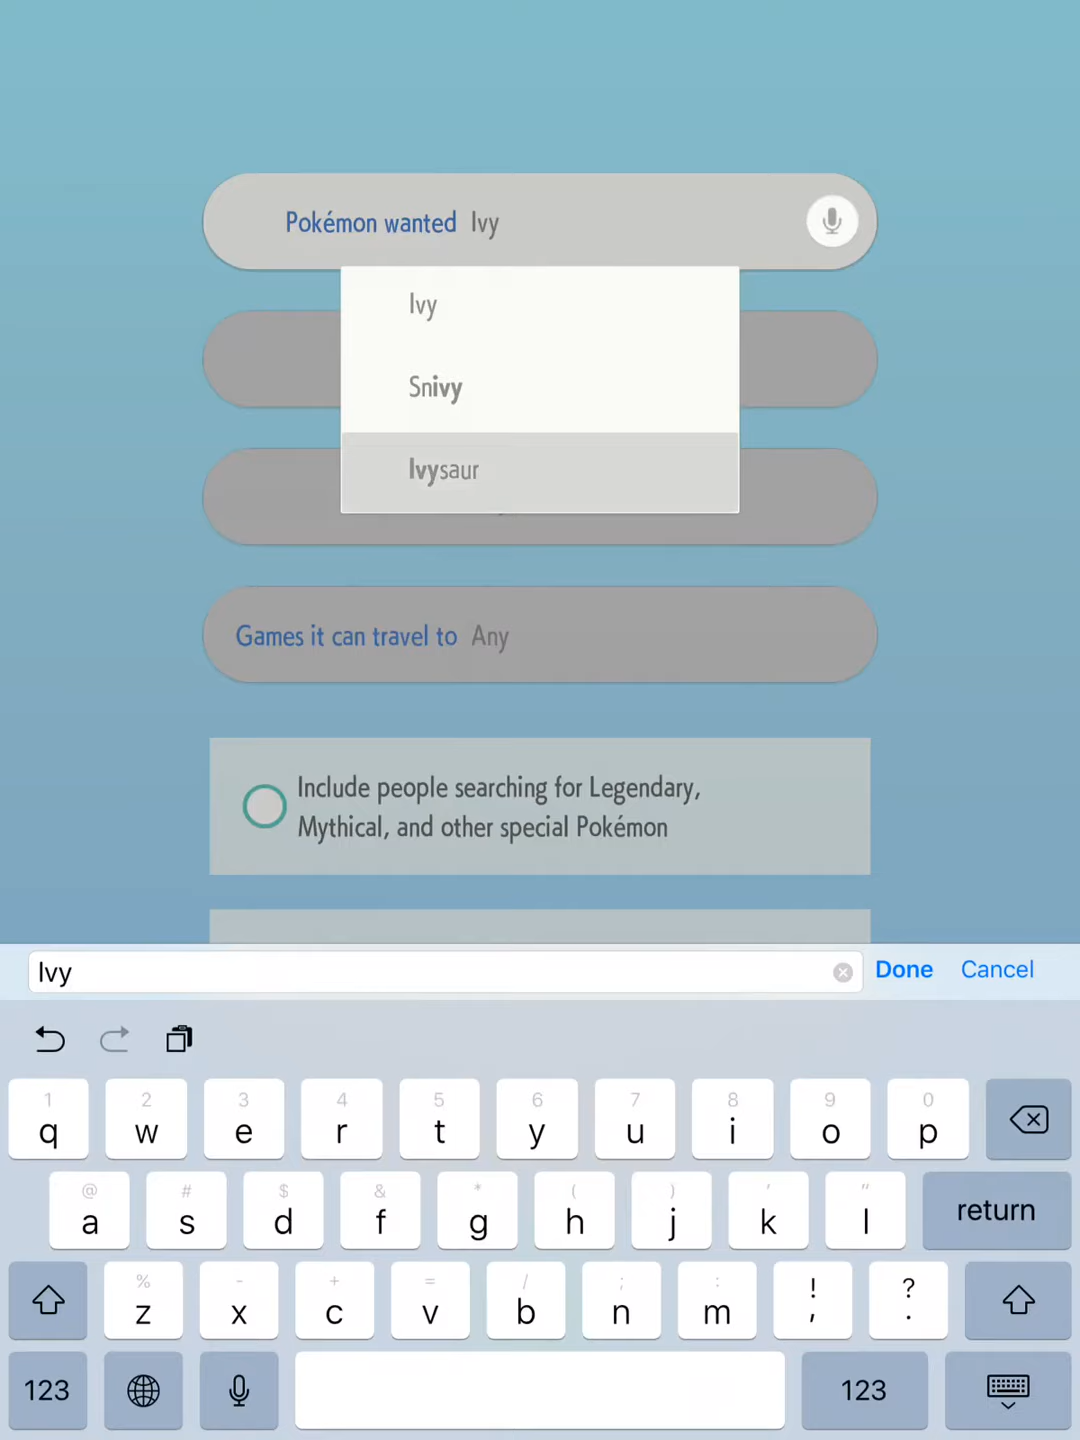 Pokémon wanted Ivy
Ivy
Snivy
Ivysaur
Games it can travel to Any
Include people searching for Legendary,
Mythical, and other special Pokémon
Ivy
Done Cancel
1 2 3 4 5 6 7 8 9 0
q w e r t y u i o p
@ # $ & * ( ) ' "
a s d f g h j k l return
% - + = / ; : ! ?
z x c v b n m , .
123 123